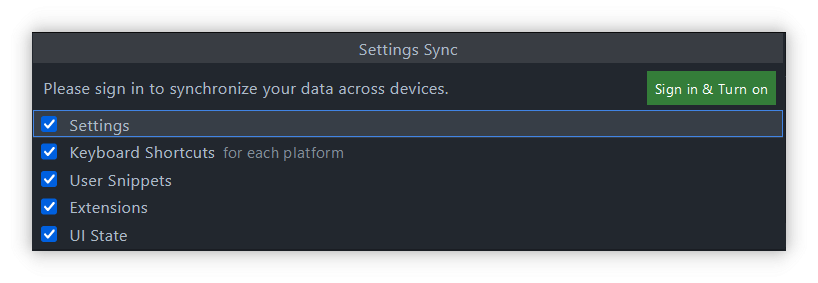 Settings Sync
Please sign in to synchronize your data across devices. Sign in & Turn on
Settings
Keyboard Shortcuts for each platform
User Snippets
Extensions
UI State